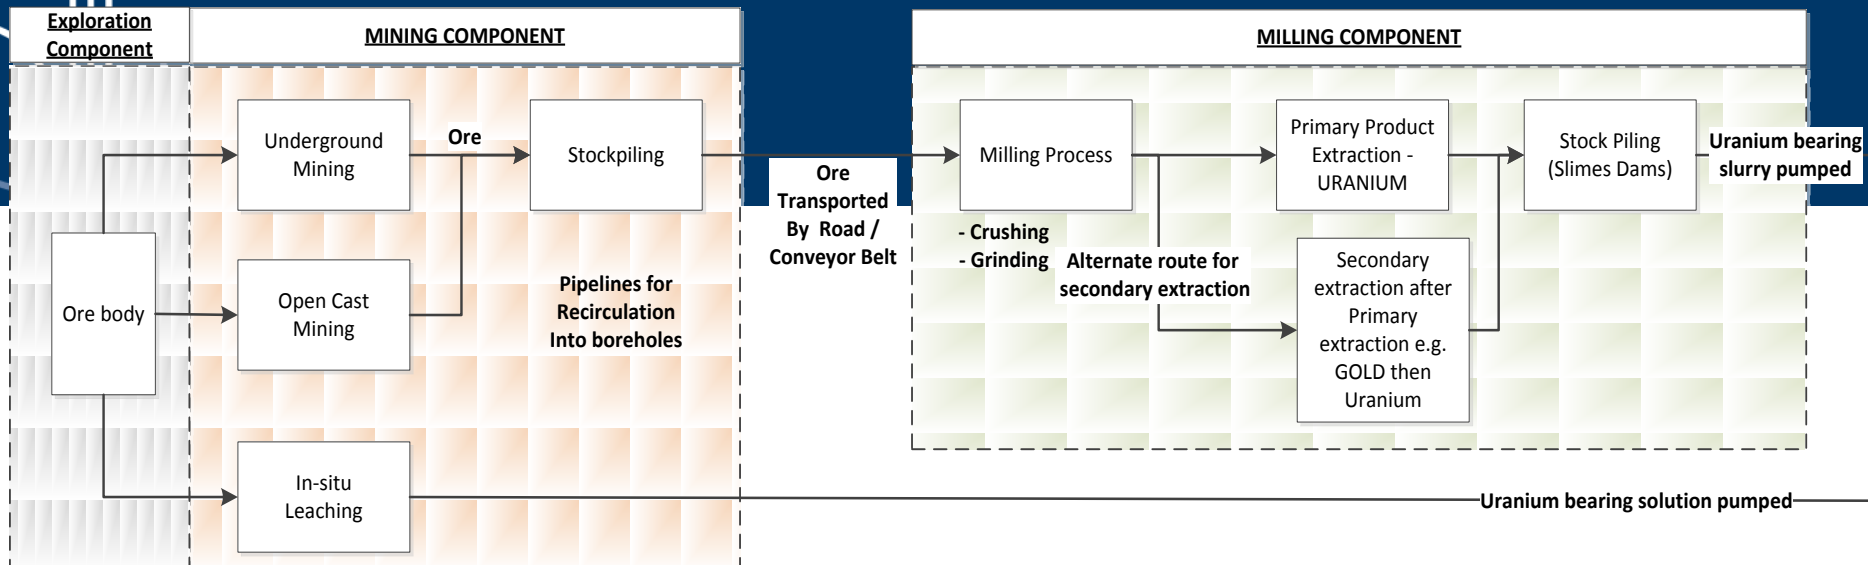 Exploration
Component
MINING COMPONENT
MILLING COMPONENT
Underground
Mining
Ore
Stockpiling
Ore
Transported
By Road /
Conveyor Belt
Milling Process
- Crushing
- Grinding
Primary Product
Extraction -
URANIUM
Stock Piling
(Slimes Dams)
Uranium bearing
slurry pumped
Alternate route for
secondary extraction
Secondary
extraction after
Primary
extraction e.g.
GOLD then
Uranium
Ore body
Open Cast
Mining
Pipelines for
Recirculation
Into boreholes
In-situ
Leaching
Uranium bearing solution pumped